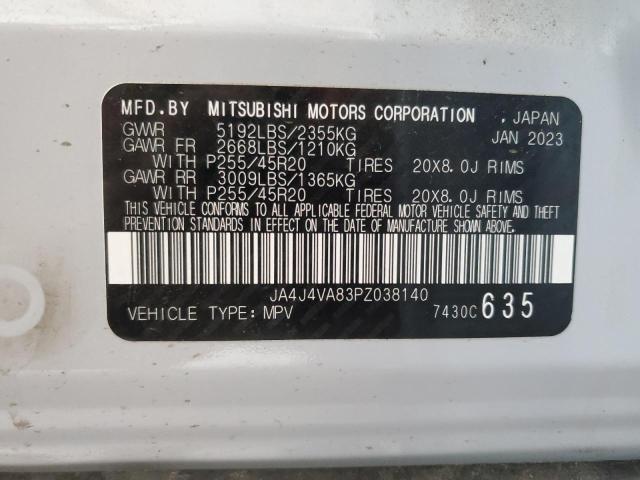 MFD.BY MITSUBISHI MOTORS CORPORATION , JAPAN
GVWR 5192LBS/2355KG JAN 2023
GAWR FR 2668LBS/1210KG
WITH P255/45R20 TIRES 20X8.0J RIMS
GAWR RR 3009LBS/1365KG
WITH P255/45R20 TIRES 20X8.0J RIMS
THIS VEHICLE CONFORMS TO ALL APPLICABLE FEDERAL MOTOR VEHICLE SAFETY AND THEFT
PREVENTION STANDARDS IN EFFECT ON THE DATE OF MANUFACTURE SHOWN ABOVE.
JA4J4VA83PZ038140
VEHICLE TYPE: MPV 7430C 635